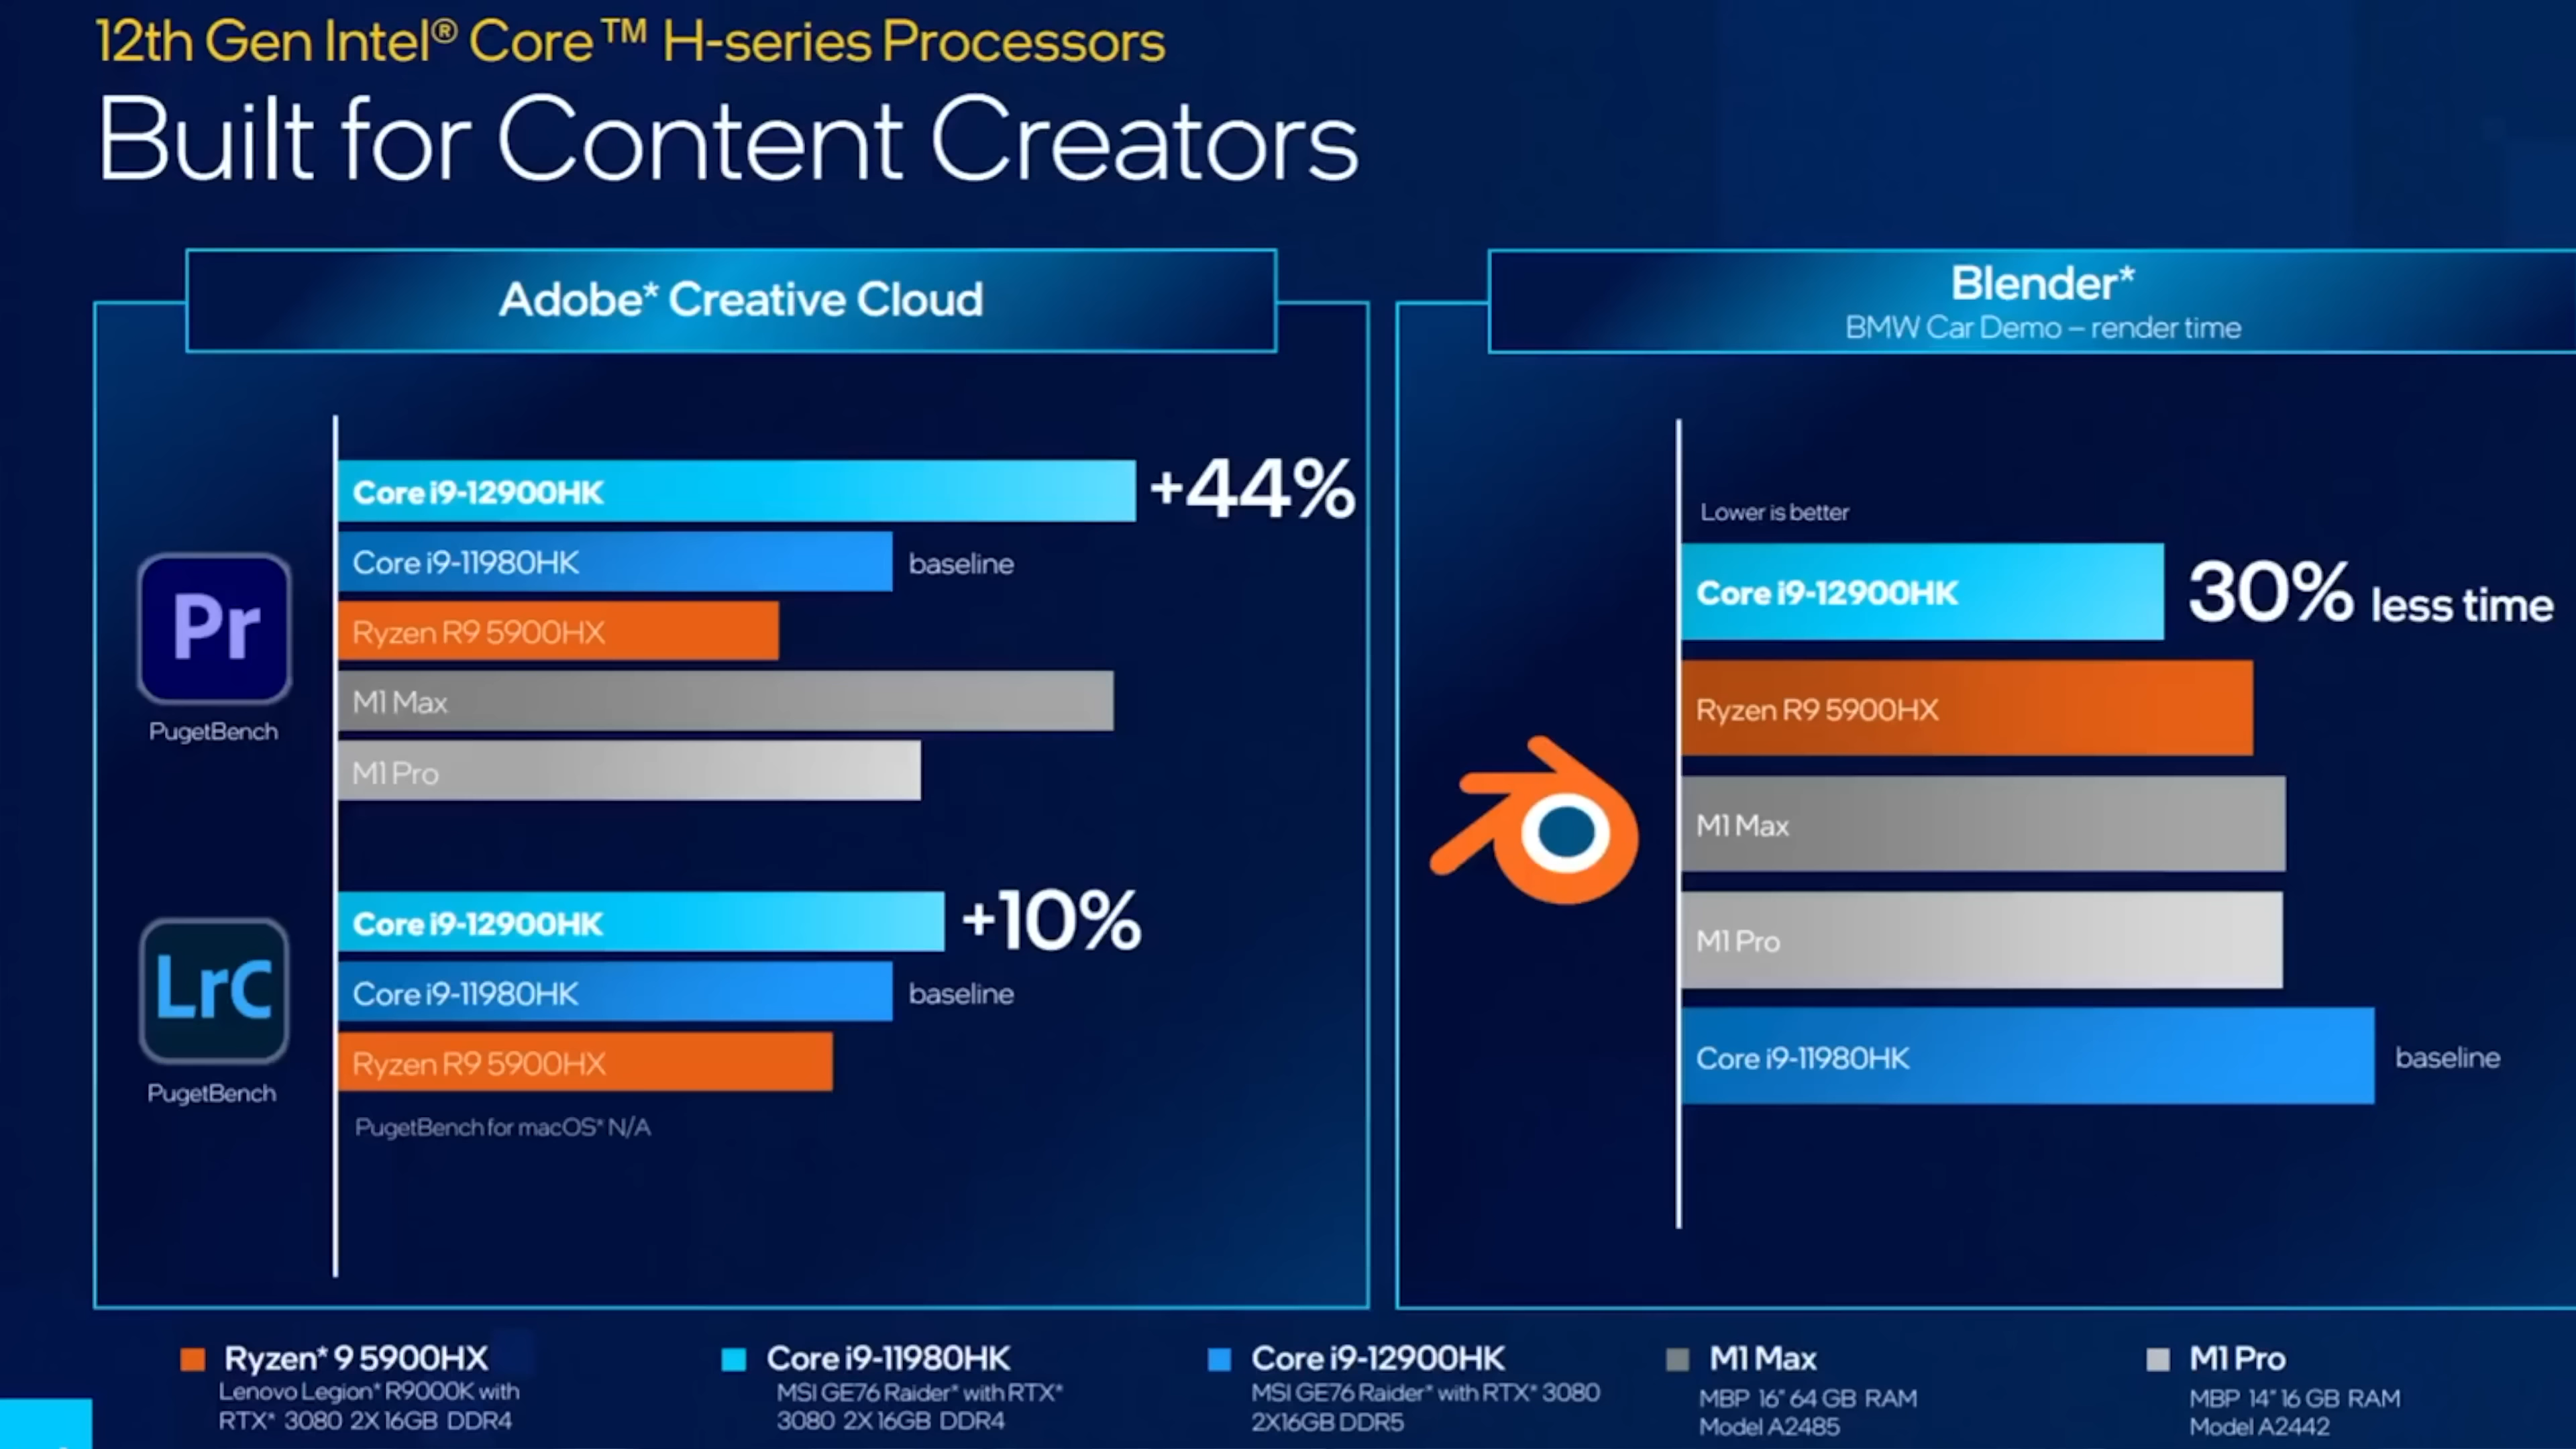 12th Gen Intel® Core™ H-series Processors
Built for Content Creators
Adobe* Creative Cloud
Core i9-12900HK +44%
Core i9-11980HK baseline
Ryzen R9 5900HX
M1 Max
M1 Pro
Pr
PugetBench
Core i9-12900HK +10%
Core i9-11980HK baseline
Ryzen R9 5900HX
LrC
PugetBench
PugetBench for macOS* N/A
Blender*
BMW Car Demo – render time
Lower is better
Core i9-12900HK 30% less time
Ryzen R9 5900HX
M1 Max
M1 Pro
Core i9-11980HK baseline
Ryzen* 9 5900HX
Lenovo Legion* R9000K with
RTX* 3080 2X 16GB DDR4
Core i9-11980HK
MSI GE76 Raider* with RTX*
3080 2X 16GB DDR4
Core i9-12900HK
MSI GE76 Raider* with RTX* 3080
2X16GB DDR5
M1 Max
MBP 16" 64 GB RAM
Model A2485
M1 Pro
MBP 14" 16 GB RAM
Model A2442